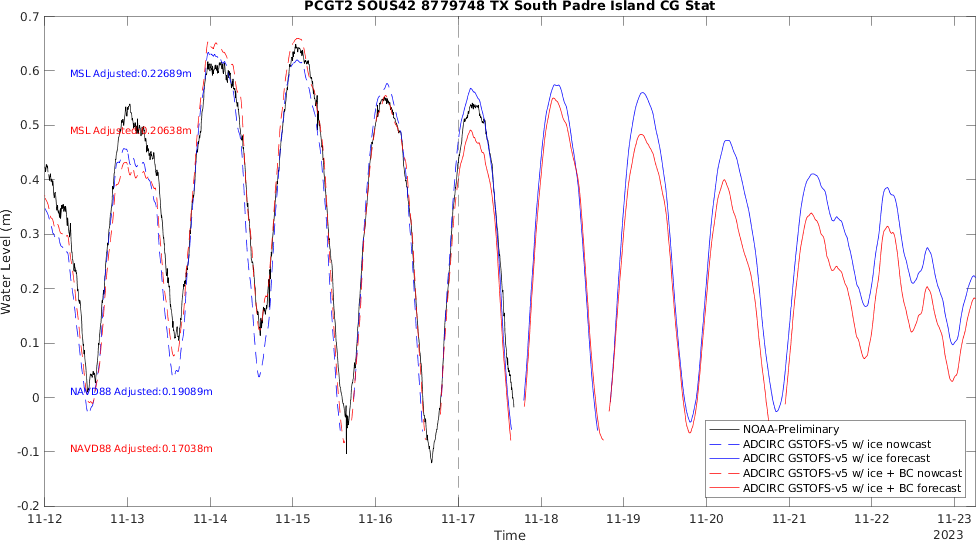 PCGT2 SOUS42 8779748 TX South Padre Island CG Stat
0.7
0.6
0.5
0.4
0.3
0.2
0.1
0
-0.1
-0.2
Water Level (m)
MSL Adjusted:0.22689m
MSL Adjusted:0.20638m
NAVD88 Adjusted:0.19089m
NAVD88 Adjusted:0.17038m
NOAA-Preliminary
ADCIRC GSTOFS-v5 w/ ice nowcast
ADCIRC GSTOFS-v5 w/ ice forecast
ADCIRC GSTOFS-v5 w/ ice + BC nowcast
ADCIRC GSTOFS-v5 w/ ice + BC forecast
11-12 11-13 11-14 11-15 11-16 11-17 11-18 11-19 11-20 11-21 11-22 11-23
Time
2023